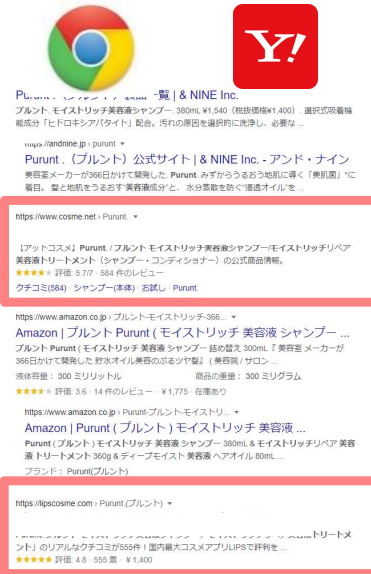 Y!
Purunt. (プルント) 製品一覧 | & NINE Inc.
プルント. モイストリッチ美容液シャンプー. 380mL ¥1,540(税抜価格¥1,400) . 選択式吸着機
能成分「ヒドロキシアパタイト」配合。汚れの原因を選択的に洗浄し、必要な ...
https://andnine.jp › purunt ▼
Purunt .(プルント)公式サイト | & NINE Inc. - アンド・ナイン
美容室メーカーが366日かけて開発した. Purunt. みずからうるおう地肌に導く「美肌菌」*に
着目。 髪と地肌をうるおす"美容液成分"と、 水分蒸散を防ぐ"浸透オイル"を ...
https://www.cosme.net › Purunt. ▼
【アットコスメ】Purunt. / プルント モイストリッチ美容液シャンプー/モイストリッチリペア
美容液トリートメント(シャンプー・コンディショナー)の公式商品情報。
★★★★★ 評価: 5.7/7 · 584 件のレビュー
クチコミ(584) · シャンプー(本体) · お試し · Purunt.
https://www.amazon.co.jp › プルント-モイストリッチ-366... ▼
Amazon | プルント Purunt ( モイストリッチ 美容液 シャンプー ...
プルント Purunt ( モイストリッチ 美容液 シャンプー 詰め替え 300mL『 美容室 メーカーが
366日かけて開発した 貯水オイル美容のぷるツヤ髪』 ( 美容院 / サロン ...
液体容量: 300 ミリリットル 商品の重量: 300 ミリグラム
★★★★★ 評価: 3.6 · 14 件のレビュー · ¥1,775 · 在庫あり
https://www.amazon.co.jp › Purunt-プルント-モイストリ... ▼
Amazon | Purunt ( プルント ) モイストリッチ 美容液 ...
Purunt ( プルント ) モイストリッチ 美容液 シャンプー 380mL & モイストリッチリペア 美容
液 トリートメント 360g & ディープモイスト 美容液 ヘアオイル 80mL ...
ブランド: Purunt(プルント)
https://lipscosme.com › Purunt.(プルント) ▼
トリートメ
ント」のリアルなクチコミが555件!国内最大コスメアプリLIPSで評判を ...
★★★★★ 評価: 4.8 · 555 票 · ¥1,400